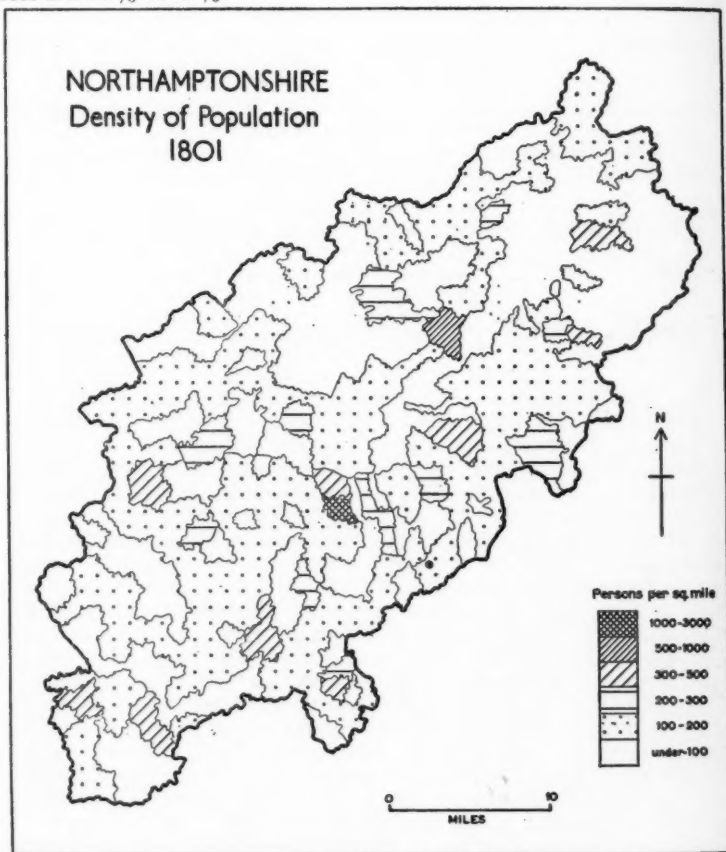 NORTHAMPTONSHIRE
Density of Population
1801
N
Persons per sq.mile
1000-3000
500-1000
300-500
200-300
100-200
under-100
0 10
MILES